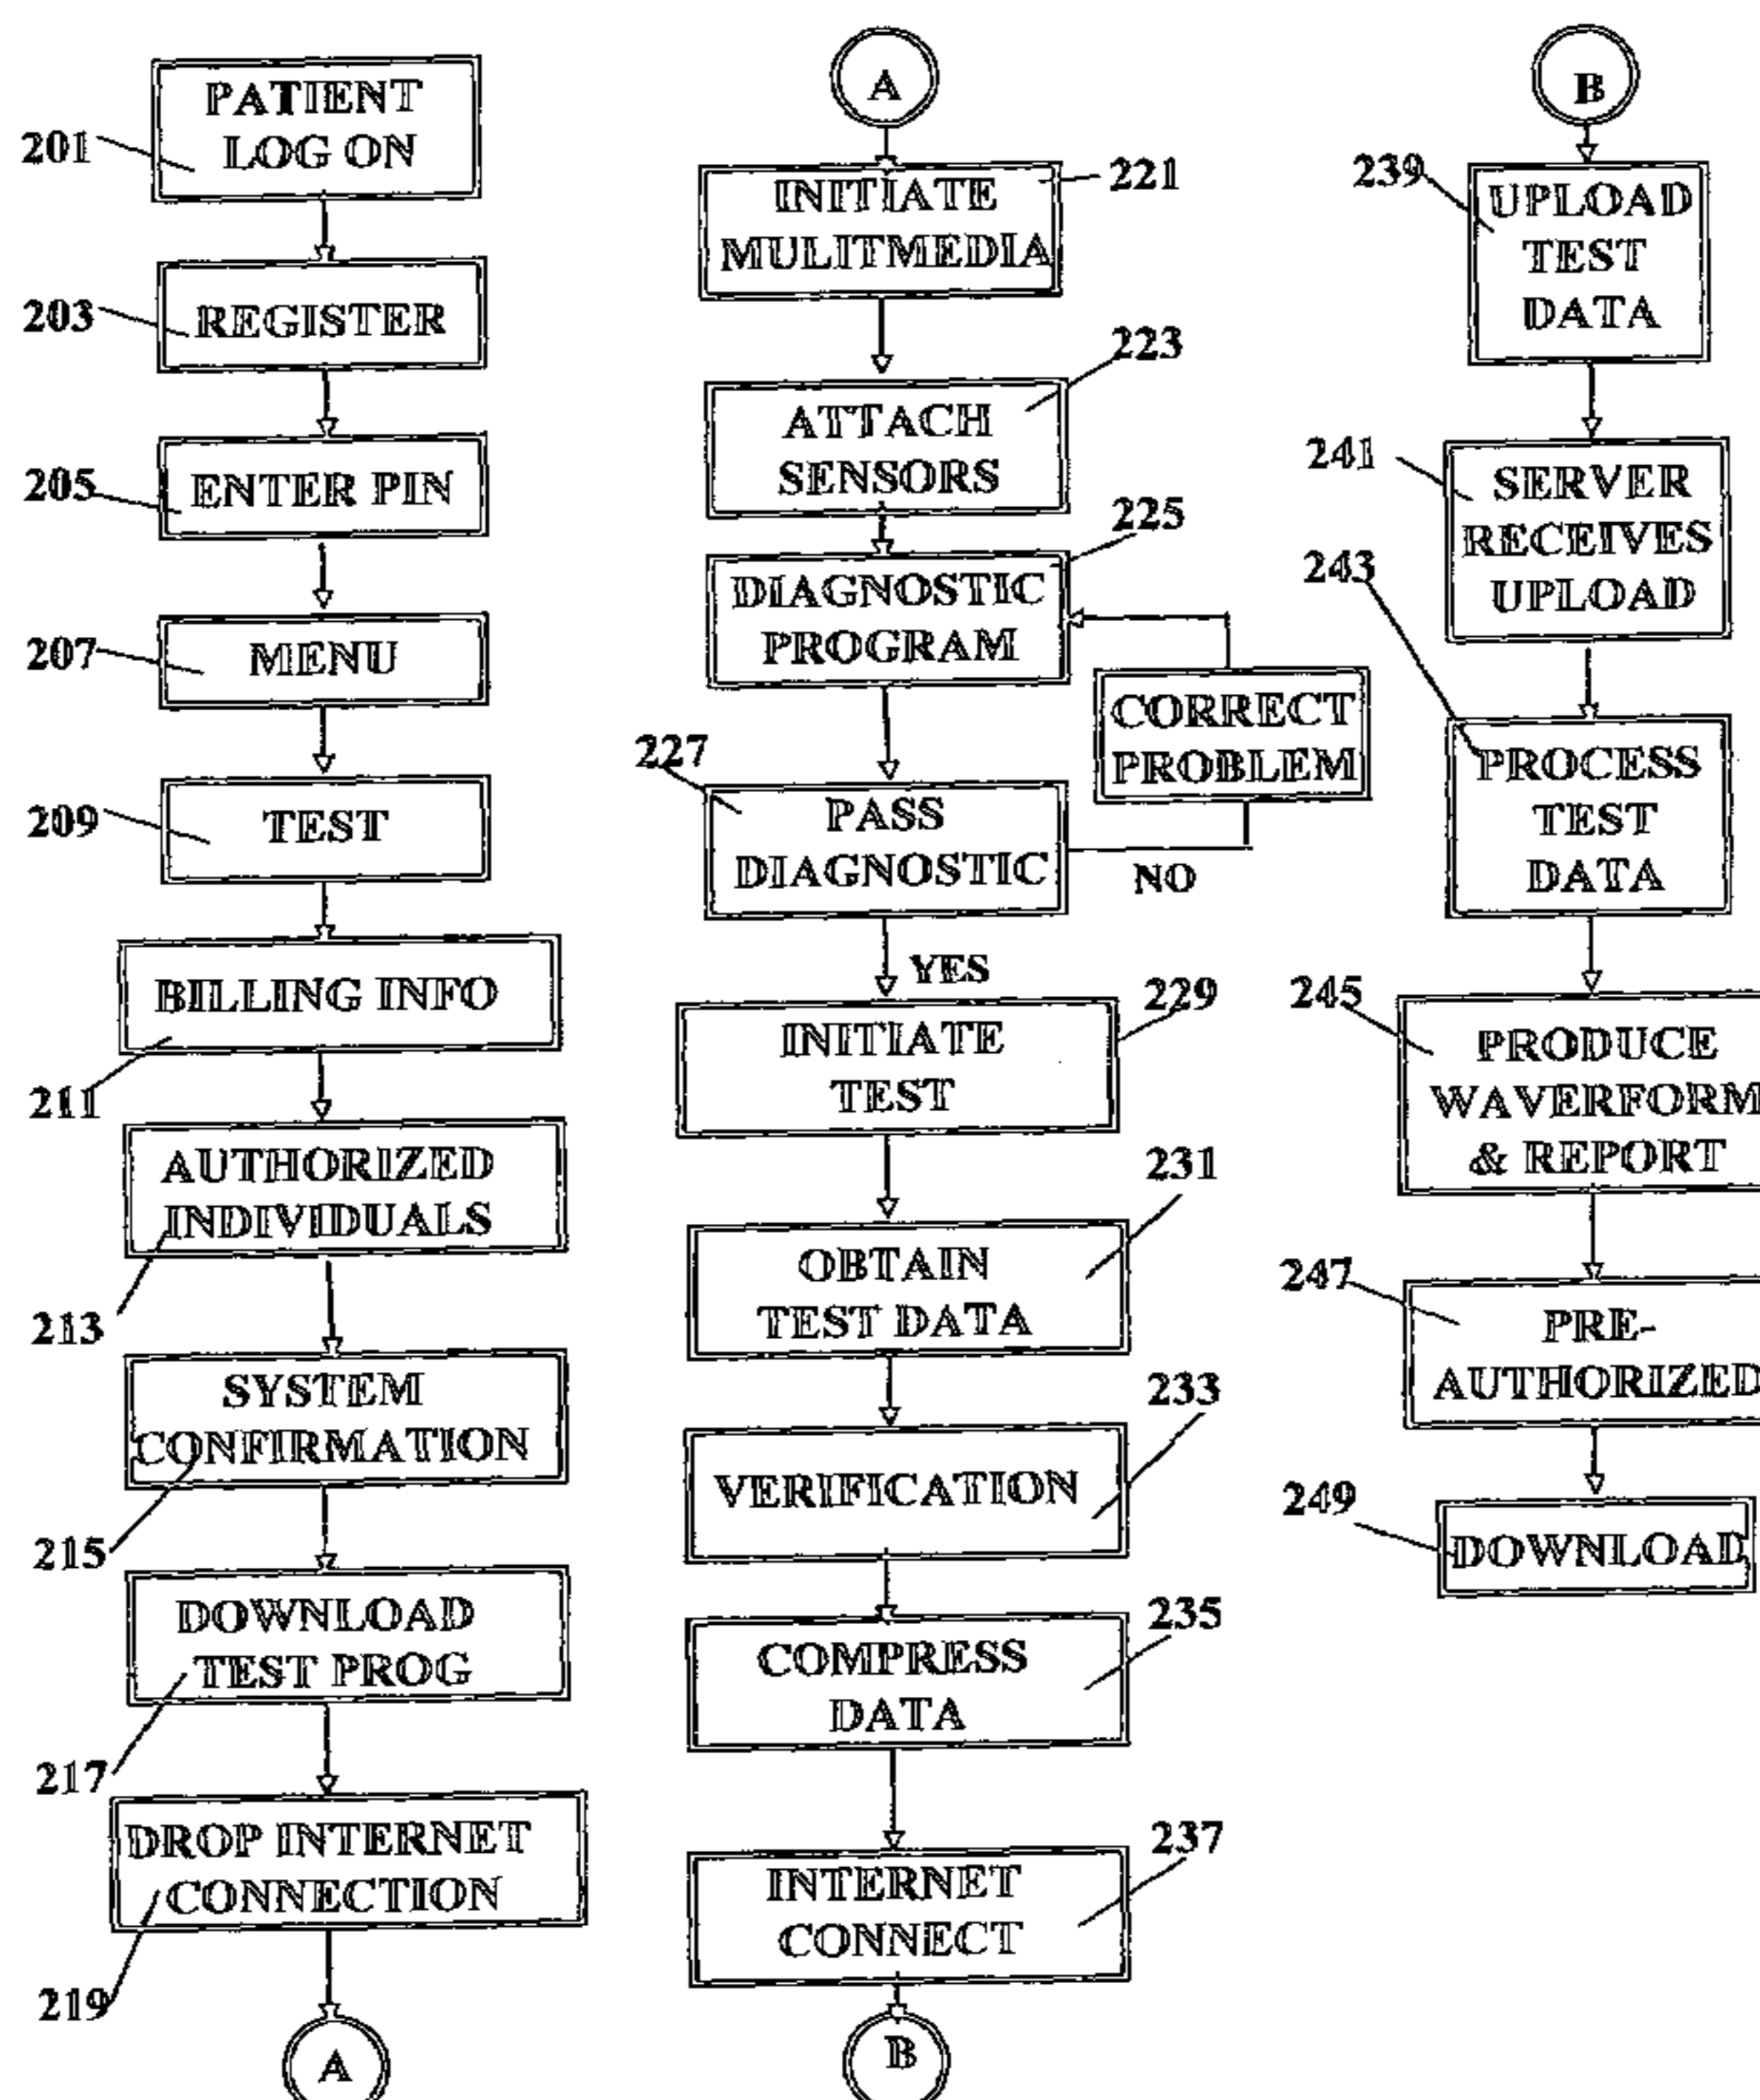 PATIENT
LOG ON
201
REGISTER
203
ENTER PIN
205
MENU
207
TEST
209
BILLING INFO
211
AUTHORIZED
INDIVIDUALS
213
SYSTEM
CONFIRMATION
215
DOWNLOAD
TEST PROG
217
DROP INTERNET
CONNECTION
219
A
A
INITIATE
MULITMEDIA
221
ATTACH
SENSORS
223
DIAGNOSTIC
PROGRAM
225
CORRECT
PROBLEM
PASS
DIAGNOSTIC
227
NO
YES
INITIATE
TEST
229
OBTAIN
TEST DATA
231
VERIFICATION
233
COMPRESS
DATA
235
INTERNET
CONNECT
237
B
B
UPLOAD
TEST
DATA
239
SERVER
RECEIVES
UPLOAD
241
PROCESS
TEST
DATA
243
PRODUCE
WAVERFORM
& REPORT
245
PRE-
AUTHORIZED
247
DOWNLOAD
249